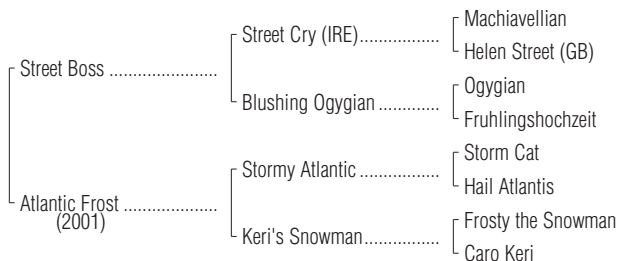 Machiavellian
Street Cry (IRE)..................
Helen Street (GB)
Street Boss ........................
Ogygian
Blushing Ogygian .............
Fruhlingshochzeit
Storm Cat
Stormy Atlantic ..................
Hail Atlantis
Atlantic Frost .....................
(2001)
Frosty the Snowman
Keri's Snowman.................
Caro Keri